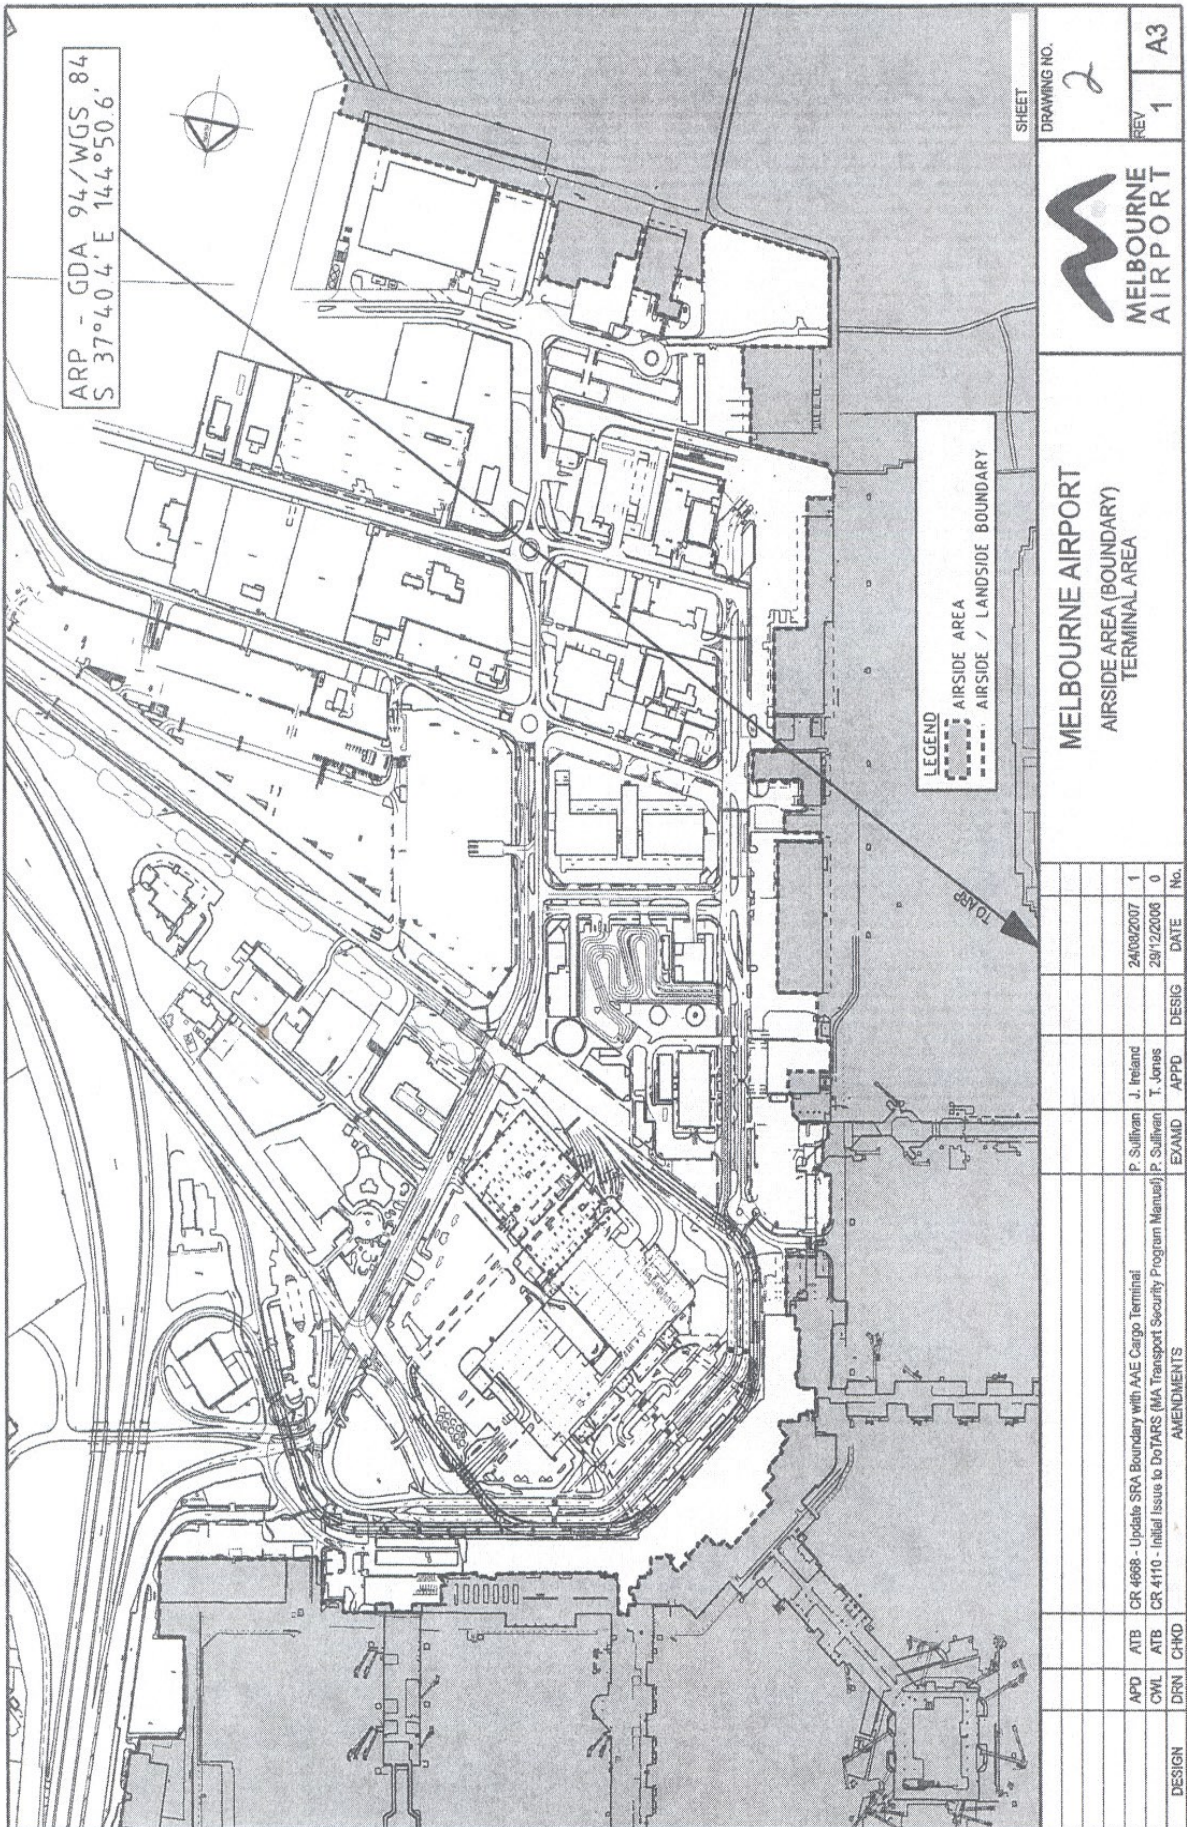 ARP - GDA 94/WGS 84
S 37°40.4' E 144°50.6'
TO ARP
LEGEND
AIRSIDE AREA
AIRSIDE / LANDSIDE BOUNDARY
APD ATB CR 4668 - Update SRA Boundary with AAE Cargo Terminal P. Sullivan J. Ireland 24/08/2007 1
CWL ATB CR 4110 - Initial Issue to DoTARS (MA Transport Security Program Manual) P. Sullivan T. Jones 29/12/2006 0
DESIGN DRN CHKD AMENDMENTS EXAMD APPD DESIG DATE No.
MELBOURNE AIRPORT
AIRSIDE AREA (BOUNDARY)
TERMINAL AREA
MELBOURNE
AIRPORT
SHEET
DRAWING NO.
2
REV
1
A3